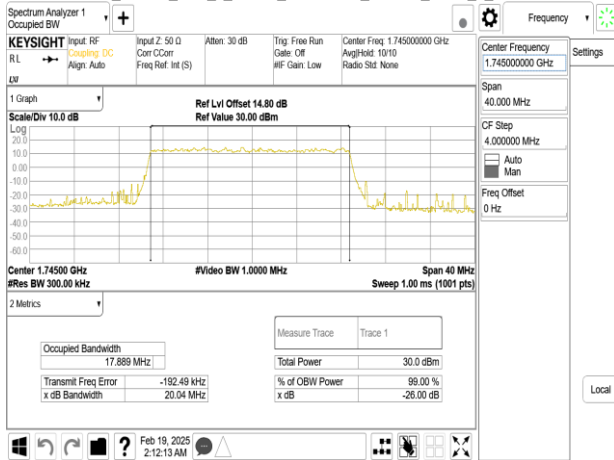 Spectrum Analyzer 1
Occupied BW
+
Frequency
KEYSIGHT
RL
LXI
Input: RF
Coupling: DC
Align: Auto
Input Z: 50 Ω
Corr CCorr
Freq Ref: Int (S)
Atten: 30 dB
Trig: Free Run
Gate: Off
#IF Gain: Low
Center Freq: 1.745000000 GHz
Avg|Hold: 10/10
Radio Std: None
Center Frequency
1.745000000 GHz
Settings
Span
40.000 MHz
CF Step
4.000000 MHz
Auto
Man
Freq Offset
0 Hz
Local
1 Graph
Scale/Div 10.0 dB
Ref Lvl Offset 14.80 dB
Ref Value 30.00 dBm
Log
20.0
10.0
0.00
-10.0
-20.0
-30.0
-40.0
-50.0
-60.0
Center 1.74500 GHz
#Video BW 1.0000 MHz
Span 40 MHz
#Res BW 300.00 kHz
Sweep 1.00 ms (1001 pts)
2 Metrics
Measure Trace
Trace 1
Occupied Bandwidth
17.889 MHz
Total Power
30.0 dBm
Transmit Freq Error
-192.49 kHz
% of OBW Power
99.00 %
x dB Bandwidth
20.04 MHz
x dB
-26.00 dB
?
Feb 19, 2025
2:12:13 AM